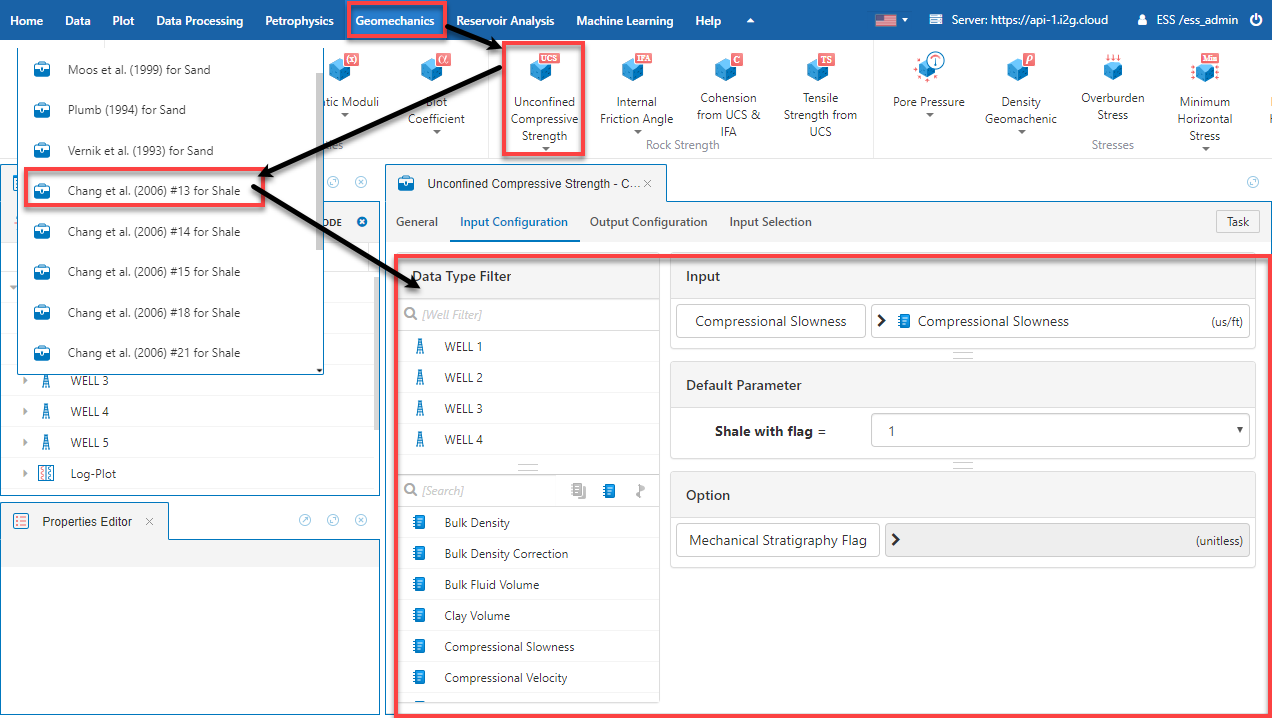 Home Data Plot Data Processing Petrophysics Geomechanics Reservoir Analysis Machine Learning Help Server: https://api-1.i2g.cloud ESS /ess_admin
Moos et al. (1999) for Sand
Plumb (1994) for Sand
Vernik et al. (1993) for Sand
Chang et al. (2006) #13 for Shale
Chang et al. (2006) #14 for Shale
Chang et al. (2006) #15 for Shale
Chang et al. (2006) #18 for Shale
Chang et al. (2006) #21 for Shale
(x)
Moduli
α
Biot
Coefficient
UCS
Unconfined
Compressive
Strength
IFA
Internal
Friction Angle
C
Cohension
from UCS &
IFA
TS
Tensile
Strength from
UCS
Rock Strength
Pore Pressure
ρ
Density
Geomachenic
Overburden
Stress
Min
Minimum
Horizontal
Stress
Stresses
WELL 3
WELL 4
WELL 5
Log-Plot
Properties Editor
Unconfined Compressive Strength - C...
General Input Configuration Output Configuration Input Selection Task
Data Type Filter
[Well Filter]
WELL 1
WELL 2
WELL 3
WELL 4
[Search]
Bulk Density
Bulk Density Correction
Bulk Fluid Volume
Clay Volume
Compressional Slowness
Compressional Velocity
Input
Compressional Slowness Compressional Slowness (us/ft)
Default Parameter
Shale with flag = 1
Option
Mechanical Stratigraphy Flag (unitless)